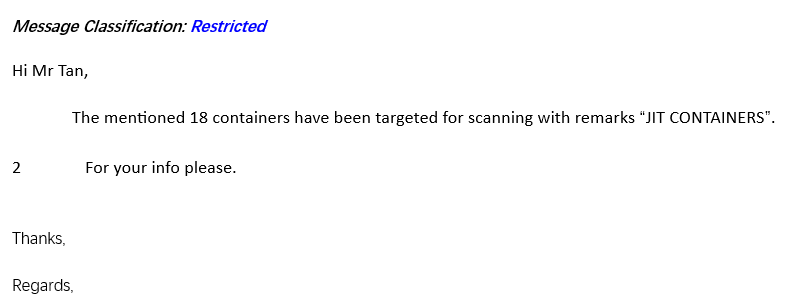 Message Classification: Restricted
Hi Mr Tan,
The mentioned 18 containers have been targeted for scanning with remarks “JIT CONTAINERS”.
2 For your info please.
Thanks,
Regards,